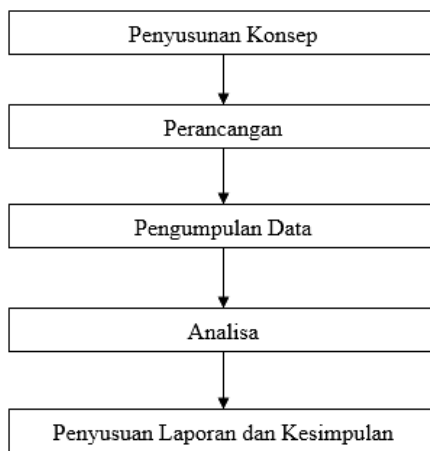 Penyusunan Konsep
Perancangan
Pengumpulan Data
Analisa
Penyusuan Laporan dan Kesimpulan